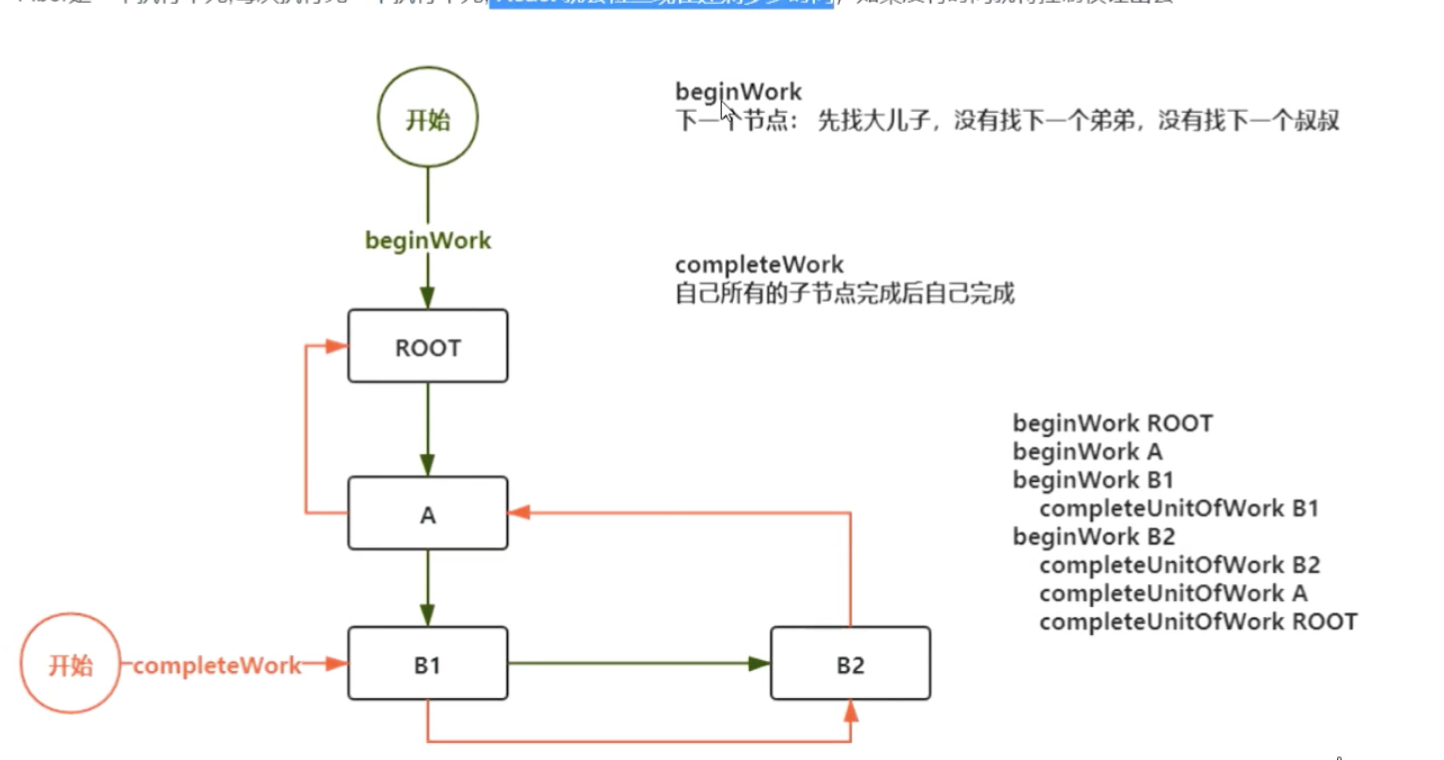 开始
beginWork
下一个节点： 先找大儿子，没有找下一个弟弟，没有找下一个叔叔
beginWork
completeWork
自己所有的子节点完成后自己完成
ROOT
beginWork ROOT
beginWork A
beginWork B1
completeUnitOfWork B1
A
beginWork B2
completeUnitOfWork B2
completeUnitOfWork A
completeUnitOfWork ROOT
开始
completeWork
B1
B2